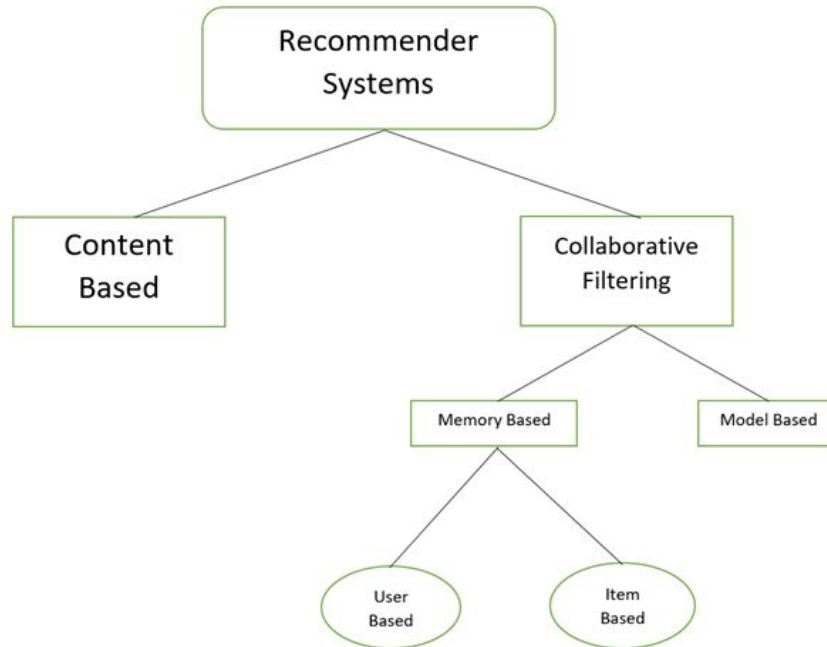 Recommender
Systems
Content
Based
Collaborative
Filtering
Memory Based
Model Based
User
Based
Item
Based